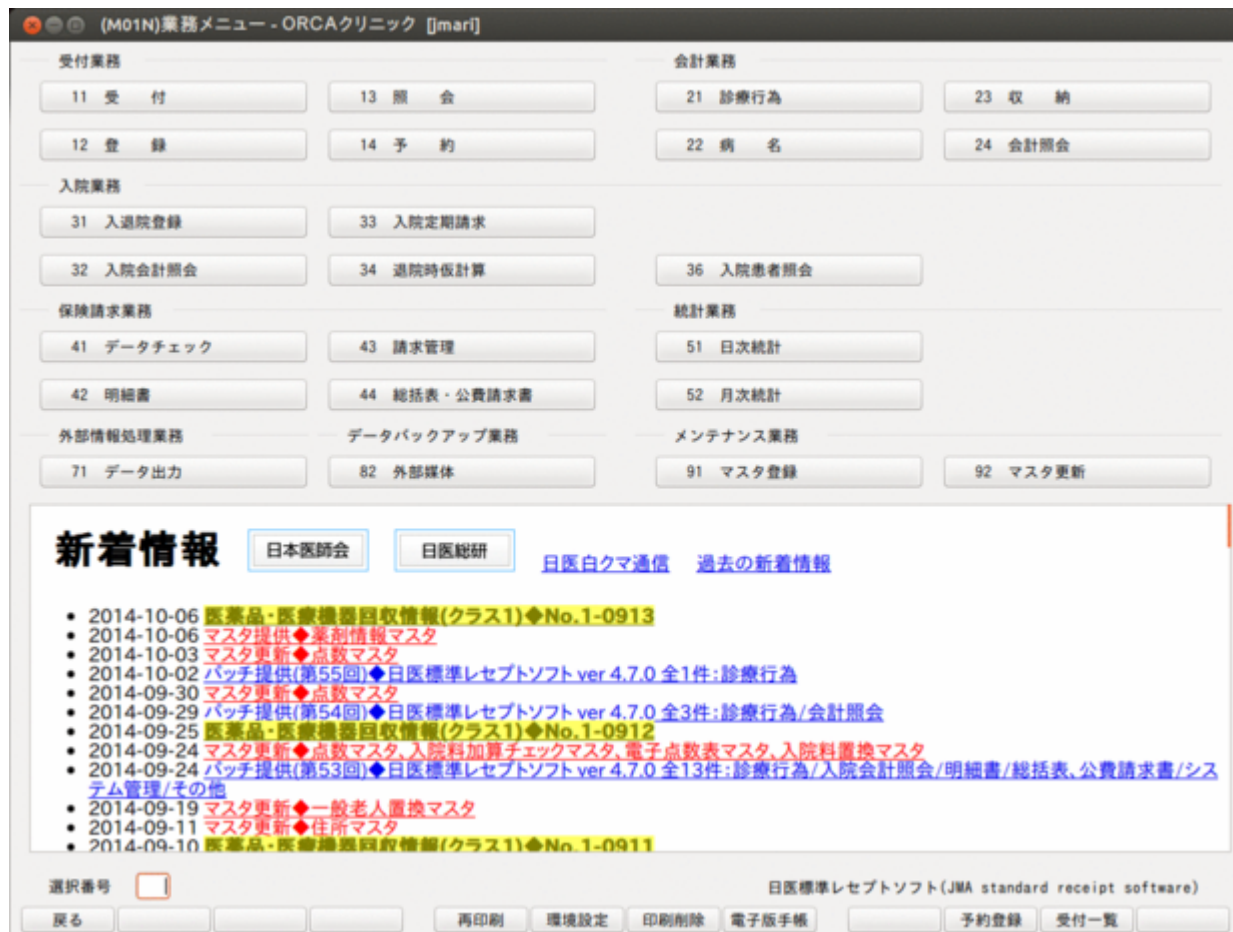 (M01N)業務メニュー - ORCAクリニック [jmari]
受付業務 会計業務
11 受 付 13 照 会 21 診療行為 23 収 納
12 登 録 14 予 約 22 病 名 24 会計照会
入院業務
31 入退院登録 33 入院定期請求
32 入院会計照会 34 退院時仮計算 36 入院患者照会
保険請求業務 統計業務
41 データチェック 43 請求管理 51 日次統計
42 明細書 44 総括表・公費請求書 52 月次統計
外部情報処理業務 データバックアップ業務 メンテナンス業務
71 データ出力 82 外部媒体 91 マスタ登録 92 マスタ更新
新着情報 日本医師会 日医総研 日医白クマ通信 過去の新着情報
• 2014-10-06 医薬品・医療機器回収情報(クラス1)◆No.1-0913
• 2014-10-06 マスタ提供◆薬剤情報マスタ
• 2014-10-03 マスタ更新◆点数マスタ
• 2014-10-02 パッチ提供(第55回)◆日医標準レセプトソフト ver 4.7.0 全1件:診療行為
• 2014-09-30 マスタ更新◆点数マスタ
• 2014-09-29 パッチ提供(第54回)◆日医標準レセプトソフト ver 4.7.0 全3件:診療行為/会計照会
• 2014-09-25 医薬品・医療機器回収情報(クラス1)◆No.1-0912
• 2014-09-24 マスタ更新◆点数マスタ、入院料加算チェックマスタ、電子点数表マスタ、入院料置換マスタ
• 2014-09-24 パッチ提供(第53回)◆日医標準レセプトソフト ver 4.7.0 全13件:診療行為/入院会計照会/明細書/総括表、公費請求書/シス
テム管理/その他
• 2014-09-19 マスタ更新◆一般老人置換マスタ
• 2014-09-11 マスタ更新◆住所マスタ
• 2014-09-10 医薬品・医療機器回収情報(クラス1)◆No.1-0911
選択番号 日医標準レセプトソフト(JMA standard receipt software)
戻る 再印刷 環境設定 印刷削除 電子版手帳 予約登録 受付一覧